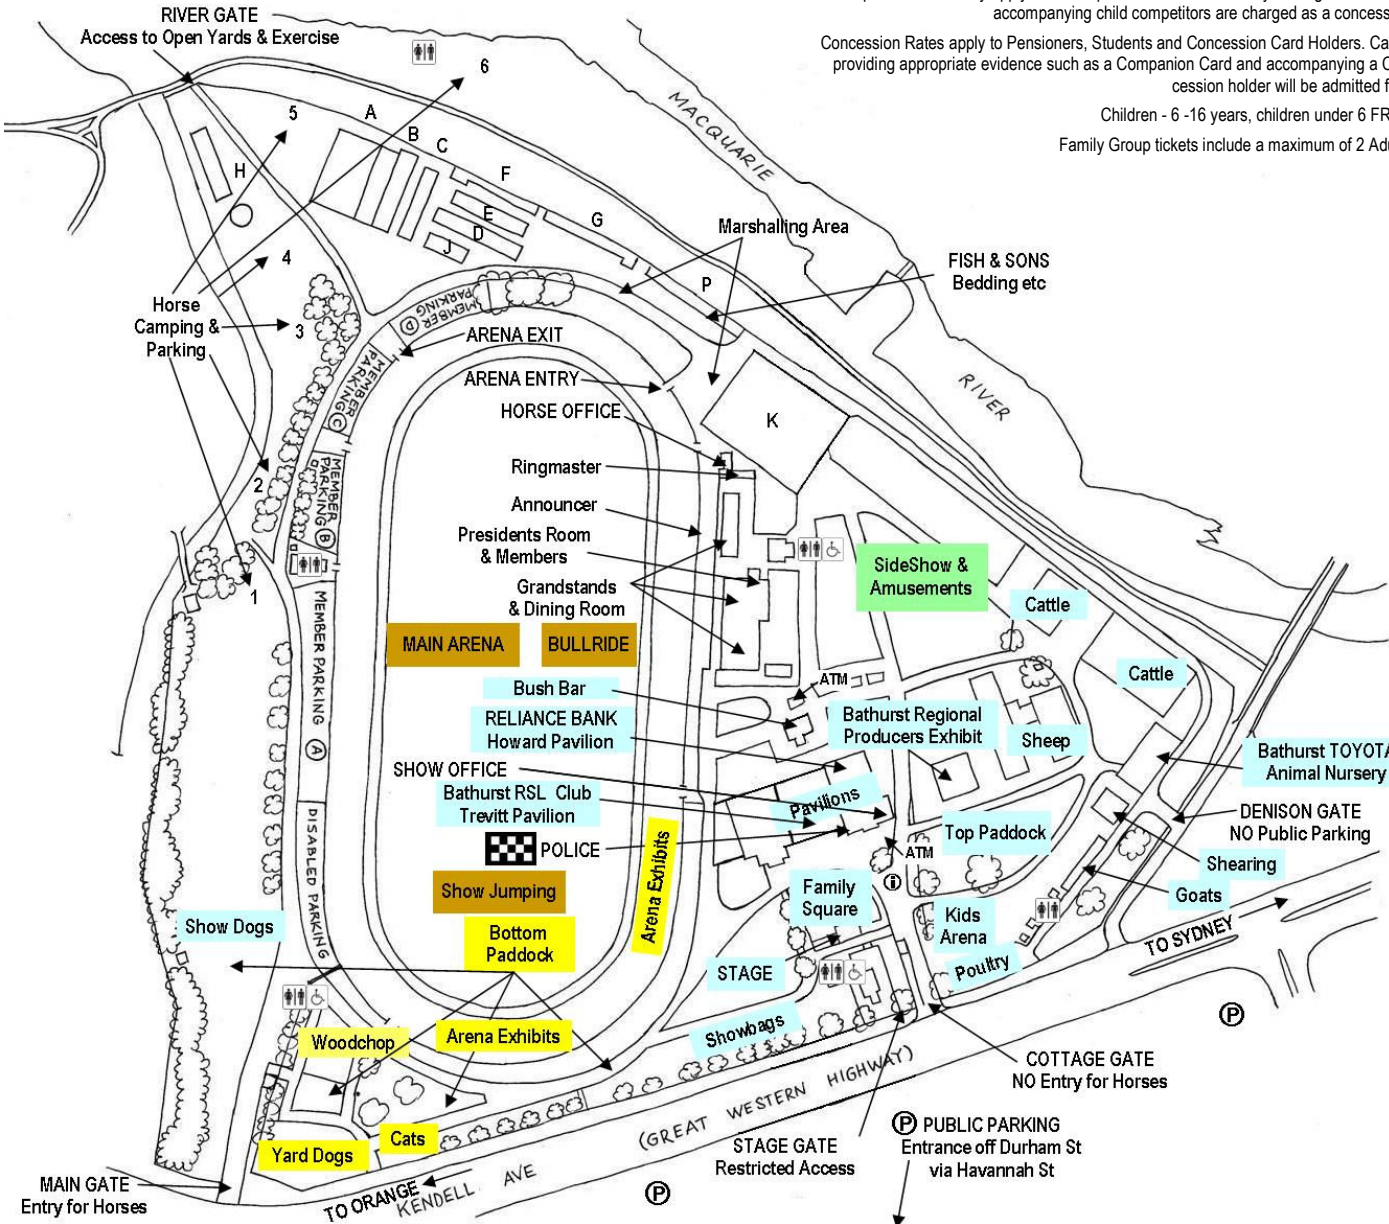 accompanying child competitors are charged as a concess
Concession Rates apply to Pensioners, Students and Concession Card Holders. Ca
providing appropriate evidence such as a Companion Card and accompanying a C
cession holder will be admitted f
Children - 6 -16 years, children under 6 FR
Family Group tickets include a maximum of 2 Ad
RIVER GATE
Access to Open Yards & Exercise
6
5
A
B
C
H
F
E
D
J
G
P
MACQUARIE
RIVER
Marshalling Area
FISH & SONS
Bedding etc
4
Horse
Camping &
Parking
3
2
1
MEMBER
PARKING
D
MEMBER
PARKING
C
MEMBER
PARKING
B
MEMBER PARKING
A
DISABLED PARKING
ARENA EXIT
ARENA ENTRY
HORSE OFFICE
K
Ringmaster
Announcer
Presidents Room
& Members
Grandstands
& Dining Room
SideShow &
Amusements
Cattle
Cattle
MAIN ARENA
BULLRIDE
Bush Bar
ATM
RELIANCE BANK
Howard Pavilion
Bathurst Regional
Producers Exhibit
Sheep
Bathurst TOYOTA
Animal Nursery
SHOW OFFICE
Bathurst RSL Club
Trevitt Pavilion
Pavilions
POLICE
ATM
Top Paddock
DENISON GATE
NO Public Parking
Shearing
Goats
Show Jumping
Arena Exhibits
Family
Square
i
Kids
Arena
Poultry
TO SYDNEY
Show Dogs
Bottom
Paddock
STAGE
Showbags
Woodchop
Arena Exhibits
P
COTTAGE GATE
NO Entry for Horses
Yard Dogs
Cats
(GREAT WESTERN HIGHWAY)
STAGE GATE
Restricted Access
P PUBLIC PARKING
Entrance off Durham St
via Havannah St
MAIN GATE
Entry for Horses
TO ORANGE
KENDELL AVE
P